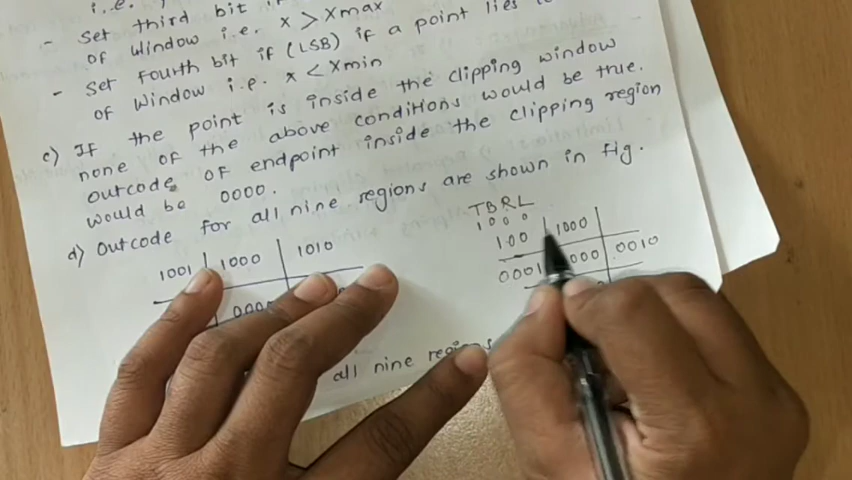 i.e.
- Set third bit if
of Window i.e. x > Xmax
- Set Fourth bit if (LSB) if a point lies
of Window i.e. x < Xmin
c) If the point is inside the clipping window
none of the above conditions would be true.
outcode of endpoint inside the clipping region
would be 0000.
d) Outcode for all nine regions are shown in fig.
TBRL
1000
1001 1000 1010
100 1000
0001 000 0010
000
all nine regions